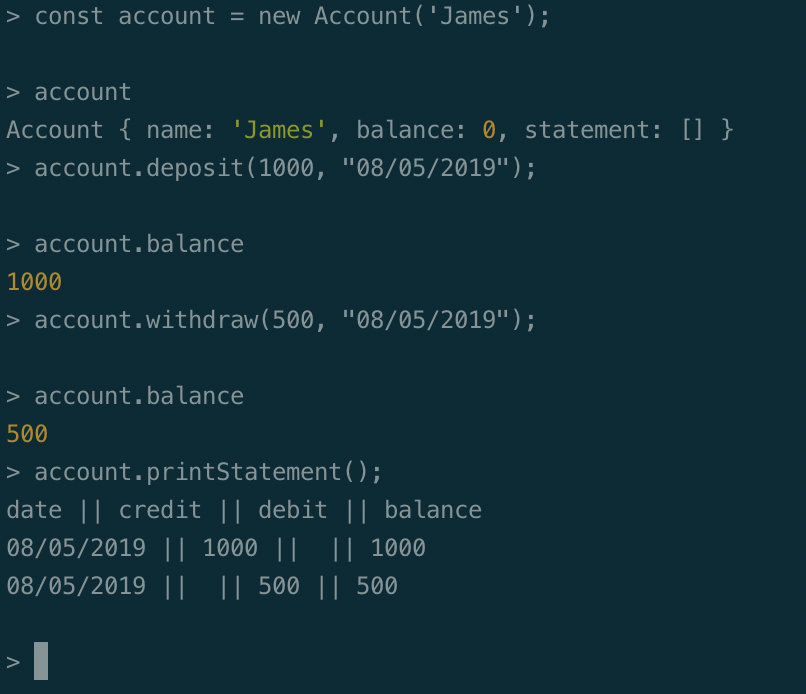 > const account = new Account('James');
> account
Account { name: 'James', balance: 0, statement: [] }
> account.deposit(1000, "08/05/2019");
> account.balance
1000
> account.withdraw(500, "08/05/2019");
> account.balance
500
> account.printStatement();
date || credit || debit || balance
08/05/2019 || 1000 ||  || 1000
08/05/2019 ||  || 500 || 500
>